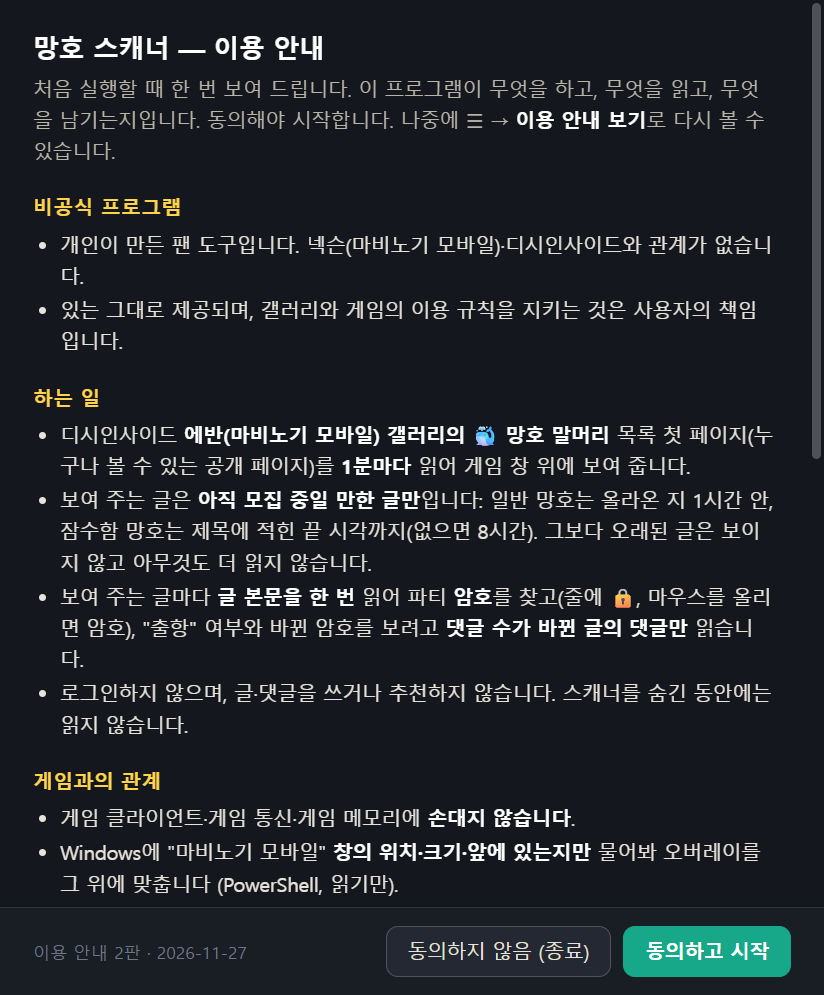 망호 스캐너 — 이용 안내
처음 실행할 때 한 번 보여 드립니다. 이 프로그램이 무엇을 하고, 무엇을 읽고, 무엇
을 남기는지입니다. 동의해야 시작합니다. 나중에 ☰ → 이용 안내 보기로 다시 볼 수
있습니다.
비공식 프로그램
• 개인이 만든 팬 도구입니다. 넥슨(마비노기 모바일)·디시인사이드와 관계가 없습니
다.
• 있는 그대로 제공되며, 갤러리와 게임의 이용 규칙을 지키는 것은 사용자의 책임
입니다.
하는 일
• 디시인사이드 에반(마비노기 모바일) 갤러리의 🐳 망호 말머리 목록 첫 페이지(누
구나 볼 수 있는 공개 페이지)를 1분마다 읽어 게임 창 위에 보여 줍니다.
• 보여 주는 글은 아직 모집 중일 만한 글만입니다: 일반 망호는 올라온 지 1시간 안,
잠수함 망호는 제목에 적힌 끝 시각까지(없으면 8시간). 그보다 오래된 글은 보이
지 않고 아무것도 더 읽지 않습니다.
• 보여 주는 글마다 글 본문을 한 번 읽어 파티 암호를 찾고(줄에 🔒, 마우스를 올리
면 암호), "출항" 여부와 바뀐 암호를 보려고 댓글 수가 바뀐 글의 댓글만 읽습니
다.
• 로그인하지 않으며, 글·댓글을 쓰거나 추천하지 않습니다. 스캐너를 숨긴 동안에는
읽지 않습니다.
게임과의 관계
• 게임 클라이언트·게임 통신·게임 메모리에 손대지 않습니다.
• Windows에 "마비노기 모바일" 창의 위치·크기·앞에 있는지만 물어봐 오버레이를
그 위에 맞춥니다 (PowerShell, 읽기만).
이용 안내 2판 · 2026-11-27
동의하지 않음 (종료)
동의하고 시작